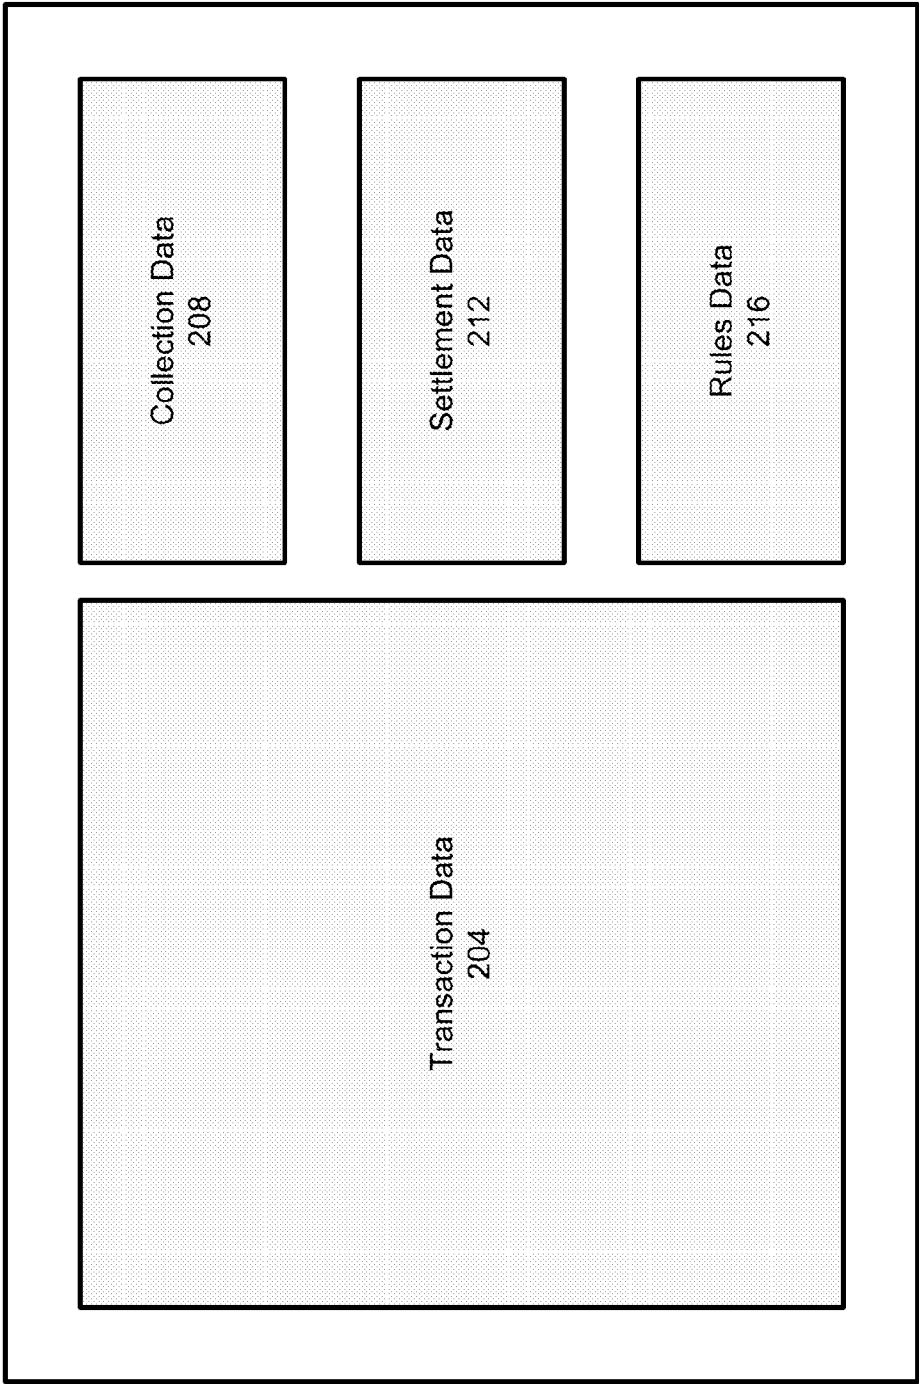 Transaction Data
204
Collection Data
208
Settlement Data
212
Rules Data
216